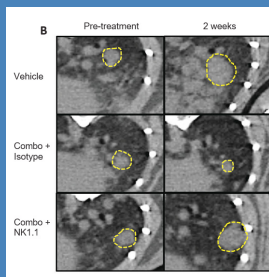 B
Pre-treatment 2 weeks
Vehicle
Combo +
Isotype
Combo +
NK1.1